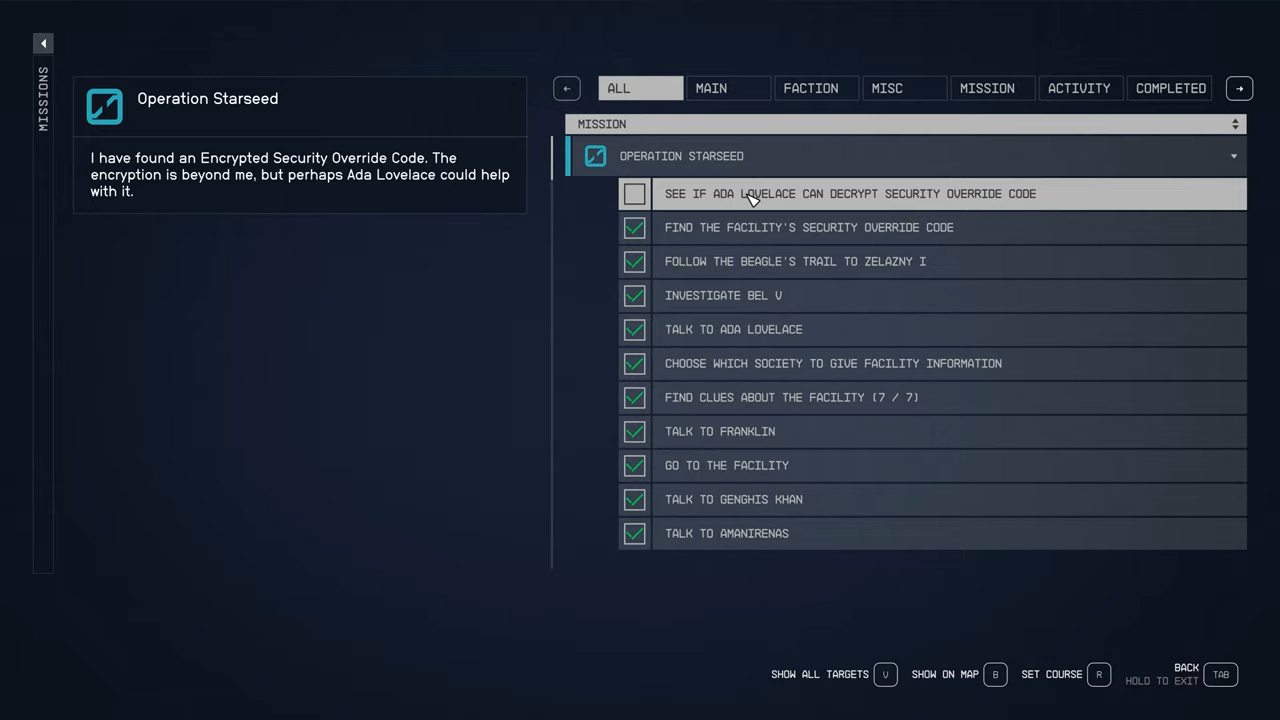 MISSIONS
Operation Starseed
I have found an Encrypted Security Override Code. The
encryption is beyond me, but perhaps Ada Lovelace could help
with it.
ALL
MAIN
FACTION
MISC
MISSION
ACTIVITY
COMPLETED
MISSION
OPERATION STARSEED
SEE IF ADA LOVELACE CAN DECRYPT SECURITY OVERRIDE CODE
FIND THE FACILITY'S SECURITY OVERRIDE CODE
FOLLOW THE BEAGLE'S TRAIL TO ZELAZNY I
INVESTIGATE BEL V
TALK TO ADA LOVELACE
CHOOSE WHICH SOCIETY TO GIVE FACILITY INFORMATION
FIND CLUES ABOUT THE FACILITY (7 / 7)
TALK TO FRANKLIN
GO TO THE FACILITY
TALK TO GENGHIS KHAN
TALK TO AMANIRENAS
SHOW ALL TARGETS V
SHOW ON MAP B
SET COURSE R
BACK
HOLD TO EXIT TAB